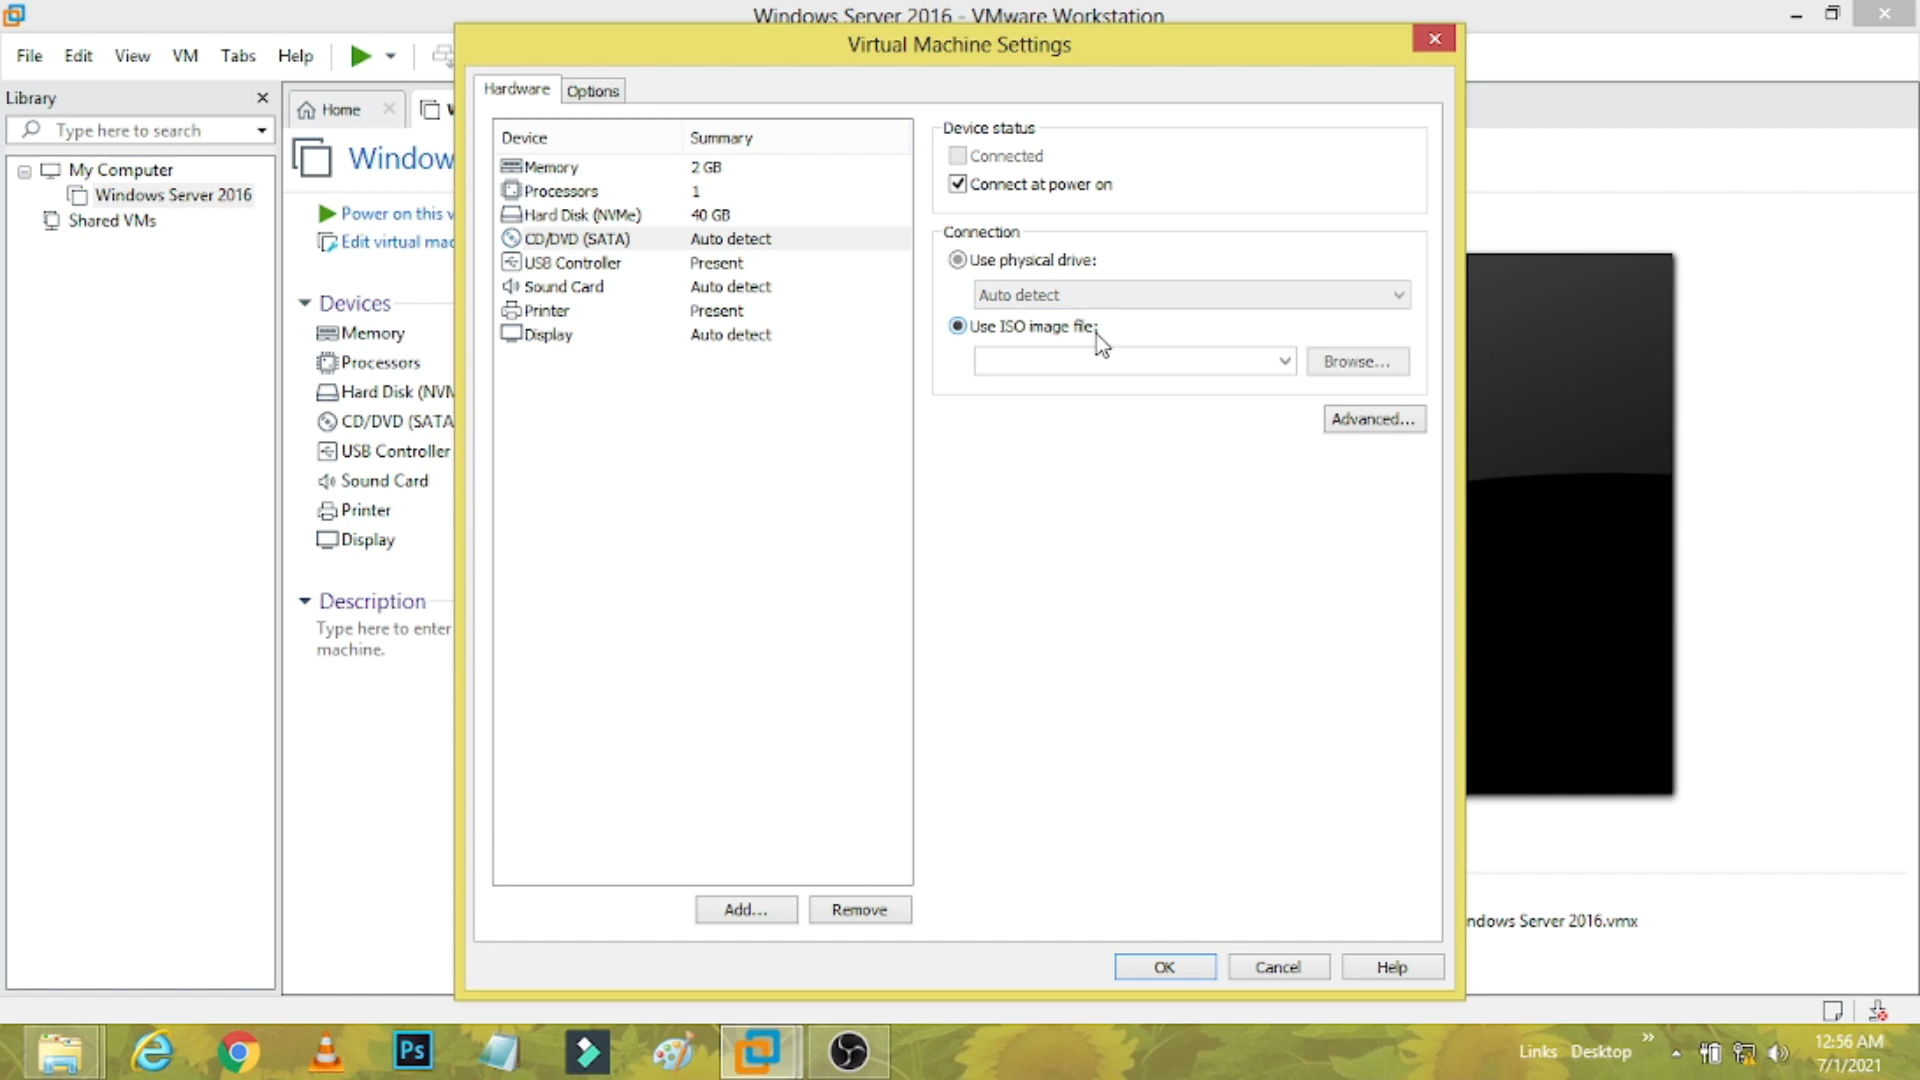 Windows Server 2016 - VMware Workstation
File Edit View VM Tabs Help
Library
Type here to search
My Computer
Windows Server 2016
Shared VMs
Home
W
Window
Power on this v
Edit virtual mac
Devices
Memory
Processors
Hard Disk (NVM
CD/DVD (SATA
USB Controller
Sound Card
Printer
Display
Description
Type here to enter
machine.
Virtual Machine Settings
Hardware Options
Device Summary
Memory 2 GB
Processors 1
Hard Disk (NVMe) 40 GB
CD/DVD (SATA) Auto detect
USB Controller Present
Sound Card Auto detect
Printer Present
Display Auto detect
Add... Remove
Device status
Connected
Connect at power on
Connection
Use physical drive:
Auto detect
Use ISO image file:
Browse...
Advanced...
OK Cancel Help
ndows Server 2016.vmx
Ps
Links Desktop
12:56 AM
7/1/2021